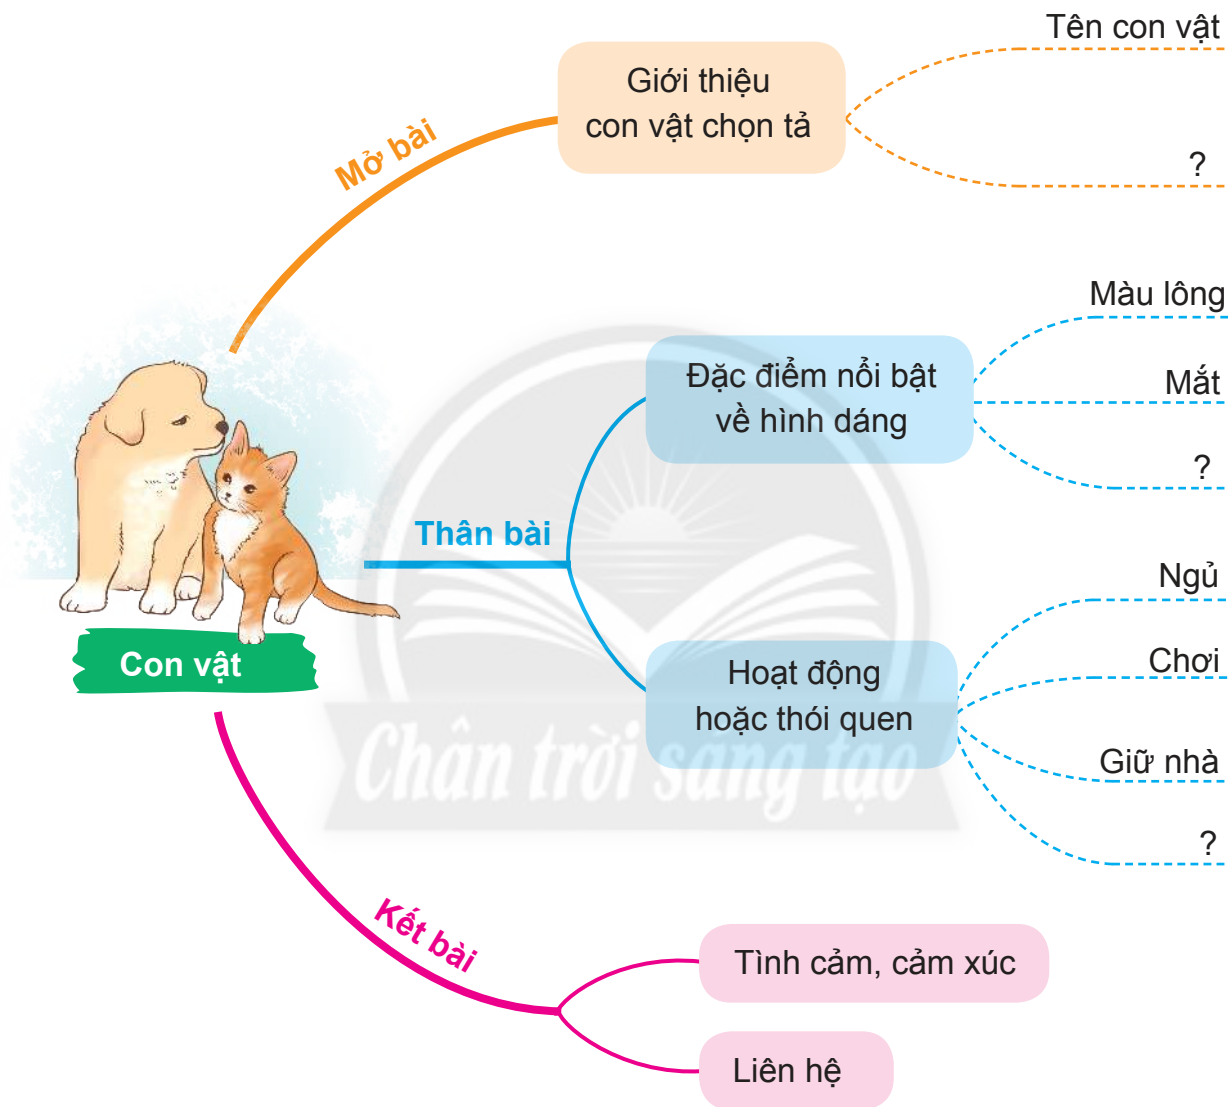 Tên con vật
Giới thiệu
con vật chọn tả
Mở bài
?
Màu lông
Đặc điểm nổi bật
về hình dáng
Mắt
?
Thân bài
Ngủ
Chơi
Hoạt động
hoặc thói quen
Giữ nhà
?
Con vật
Chân trời sáng tạo
Kết bài
Tình cảm, cảm xúc
Liên hệ